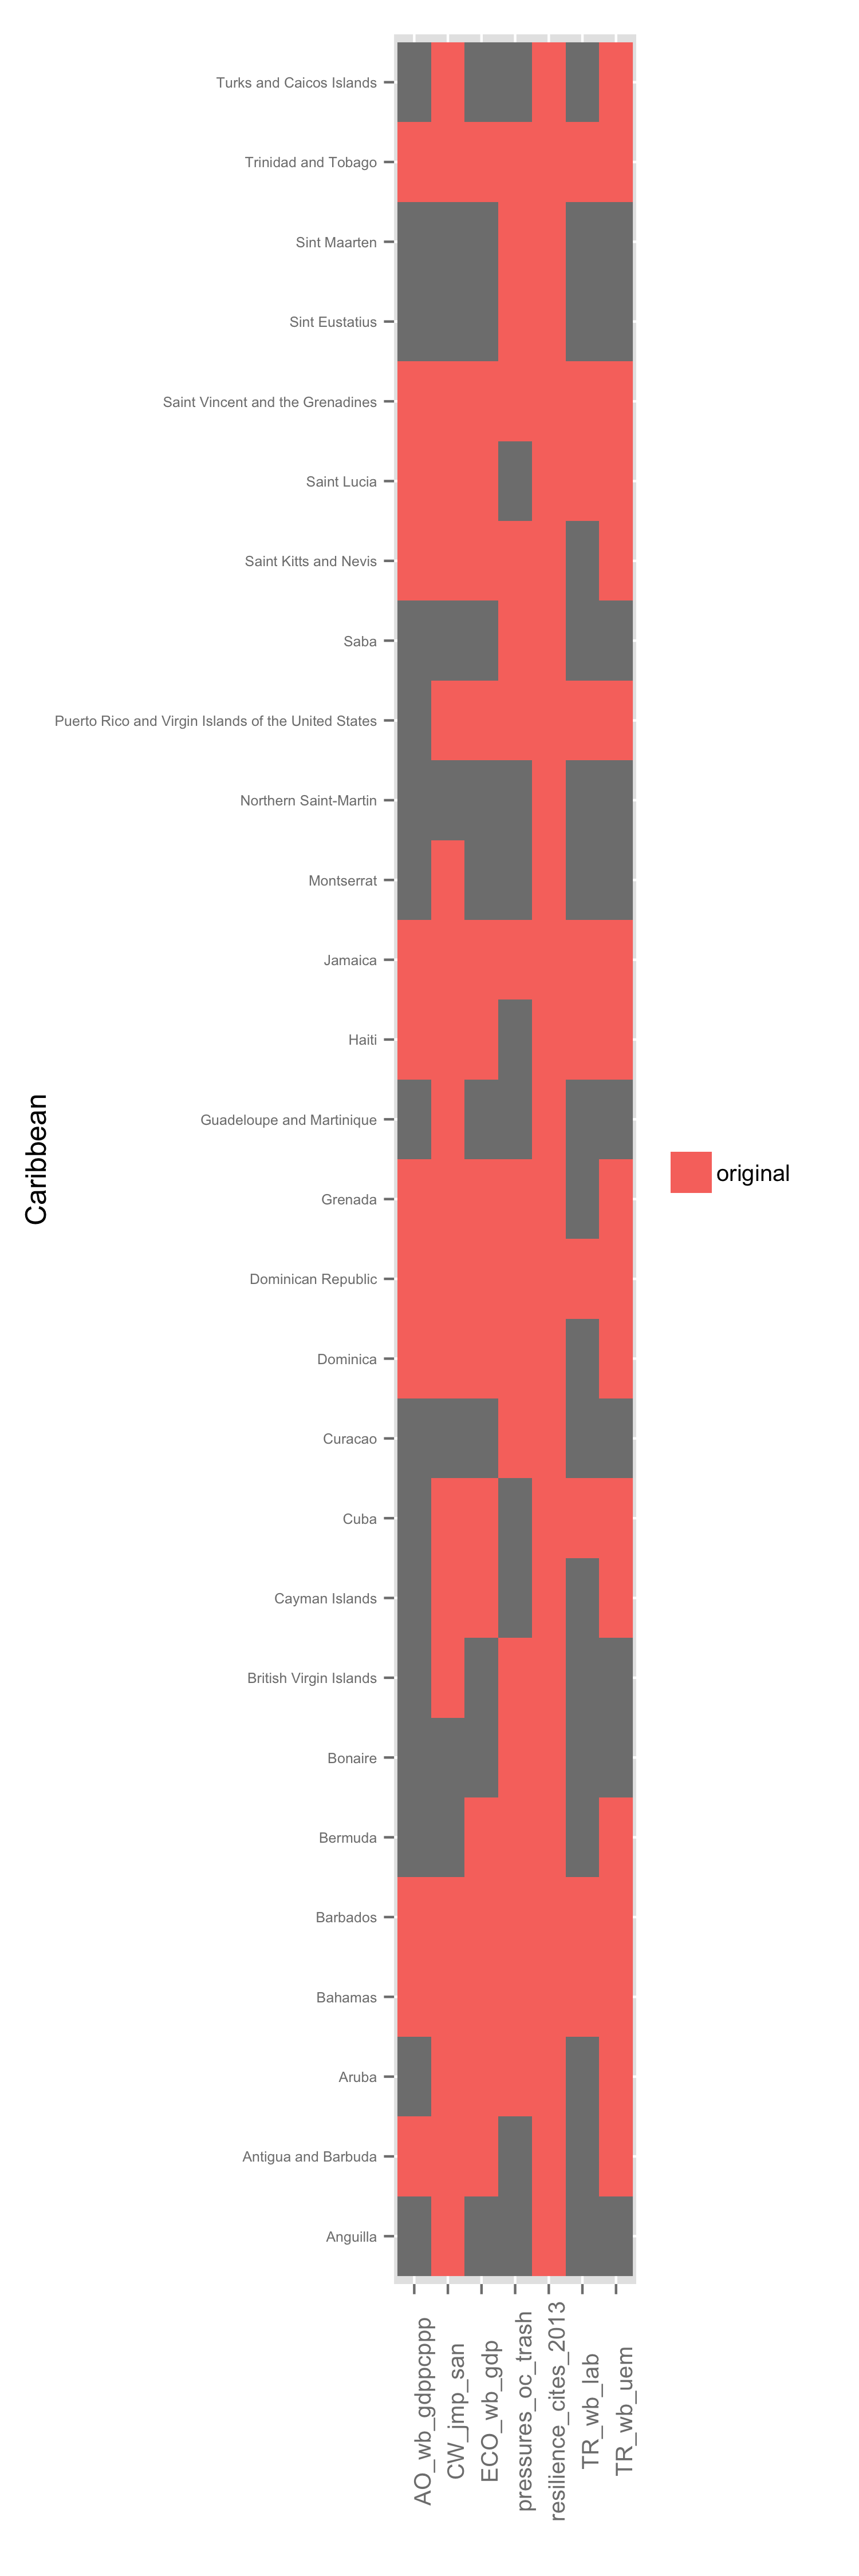 Turks and Caicos Islands
Trinidad and Tobago
Sint Maarten
Sint Eustatius
Saint Vincent and the Grenadines
Saint Lucia
Saint Kitts and Nevis
Saba
Puerto Rico and Virgin Islands of the United States
Northern Saint-Martin
Montserrat
Jamaica
Haiti
Guadeloupe and Martinique
Grenada
Dominican Republic
Dominica
Curacao
Cuba
Cayman Islands
British Virgin Islands
Bonaire
Bermuda
Barbados
Bahamas
Aruba
Antigua and Barbuda
Anguilla
Caribbean
original
AO_wb_gdppcppp
CW_jmp_san
ECO_wb_gdp
pressures_oc_trash
resilience_cites_2013
TR_wb_lab
TR_wb_uem